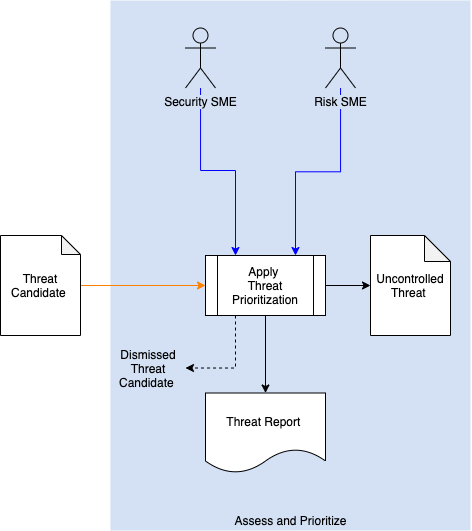 Security SME
Risk SME
Threat
Candidate
Apply
Threat
Prioritization
Uncontrolled
Threat
Dismissed
Threat
Candidate
Threat Report
Assess and Prioritize